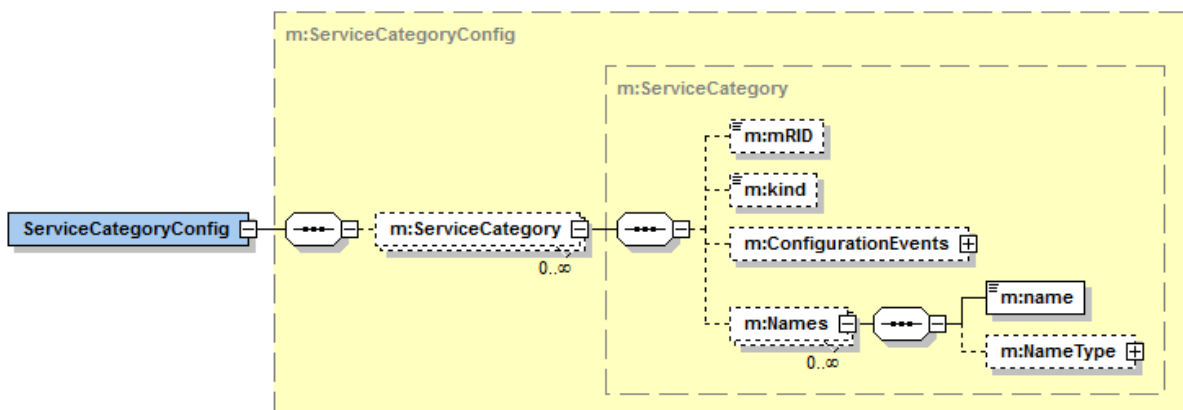 m:ServiceCategoryConfig
m:ServiceCategory
m:mRID
m:kind
ServiceCategoryConfig
m:ServiceCategory
0..∞
m:ConfigurationEvents
m:Names
0..∞
m:name
m:NameType